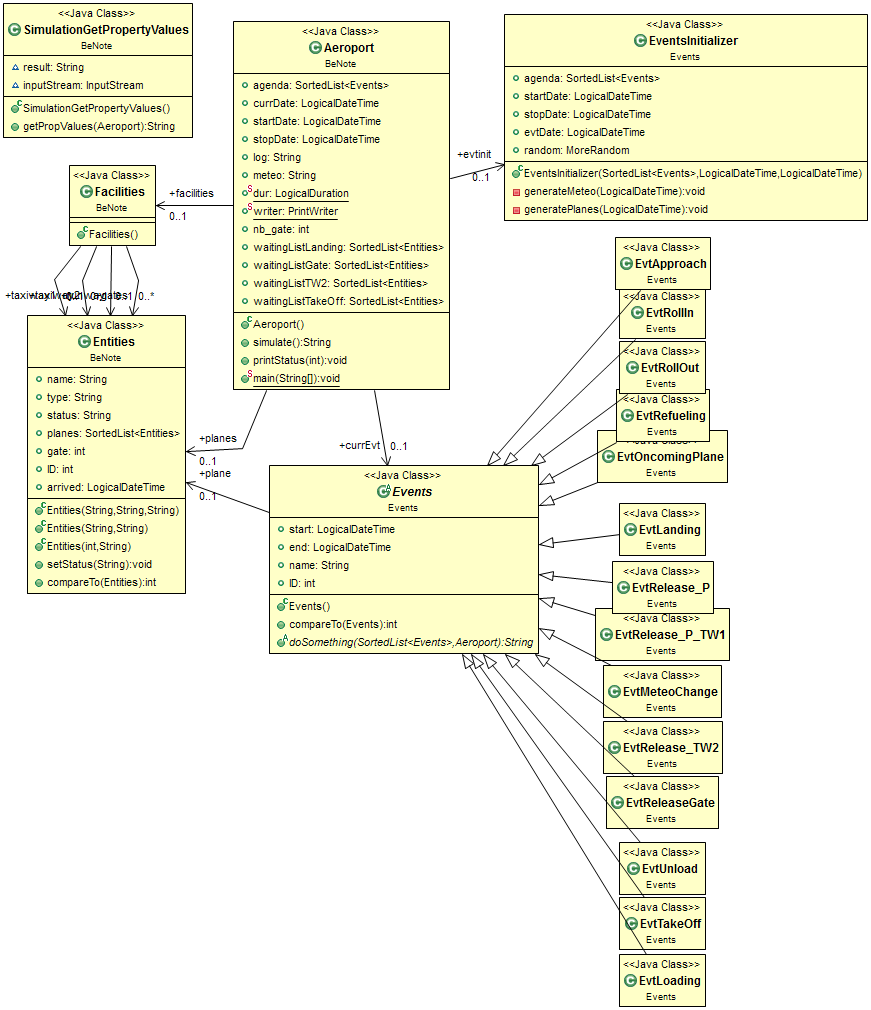 <<Java Class>>
SimulationGetPropertyValues
BeNote
result: String
inputStream: InputStream
SimulationGetPropertyValues()
getPropValues(Aeroport):String
<<Java Class>>
Aeroport
BeNote
agenda: SortedList<Events>
currDate: LogicalDateTime
startDate: LogicalDateTime
stopDate: LogicalDateTime
log: String
meteo: String
dur: LogicalDuration
writer: PrintWriter
nb_gate: int
waitingListLanding: SortedList<Entities>
waitingListGate: SortedList<Entities>
waitingListTW2: SortedList<Entities>
waitingListTakeOff: SortedList<Entities>
Aeroport()
simulate():String
printStatus(int):void
main(String[]):void
<<Java Class>>
EventsInitializer
Events
agenda: SortedList<Events>
startDate: LogicalDateTime
stopDate: LogicalDateTime
evtDate: LogicalDateTime
random: MoreRandom
EventsInitializer(SortedList<Events>,LogicalDateTime,LogicalDateTime)
generateMeteo(LogicalDateTime):void
generatePlanes(LogicalDateTime):void
+evtinit
0..1
<<Java Class>>
Facilities
BeNote
Facilities()
+facilities
0..1
0..*
<<Java Class>>
Entities
BeNote
name: String
type: String
status: String
planes: SortedList<Entities>
gate: int
ID: int
arrived: LogicalDateTime
Entities(String,String,String)
Entities(String,String)
Entities(int,String)
setStatus(String):void
compareTo(Entities):int
+planes
0..1
+plane
0..1
+currEvt
0..1
<<Java Class>>
Events
Events
start: LogicalDateTime
end: LogicalDateTime
name: String
ID: int
Events()
compareTo(Events):int
doSomething(SortedList<Events>,Aeroport):String
<<Java Class>>
EvtApproach
Events
<<Java Class>>
EvtRollIn
Events
<<Java Class>>
EvtRollOut
Events
<<Java Class>>
EvtRefueling
Events
EvtOncomingPlane
Events
<<Java Class>>
EvtLanding
Events
<<Java Class>>
EvtRelease_P
Events
<<Java Class>>
EvtRelease_P_TW1
Events
<<Java Class>>
EvtMeteoChange
Events
<<Java Class>>
EvtRelease_TW2
Events
<<Java Class>>
EvtReleaseGate
Events
<<Java Class>>
EvtUnload
Events
<<Java Class>>
EvtTakeOff
Events
<<Java Class>>
EvtLoading
Events